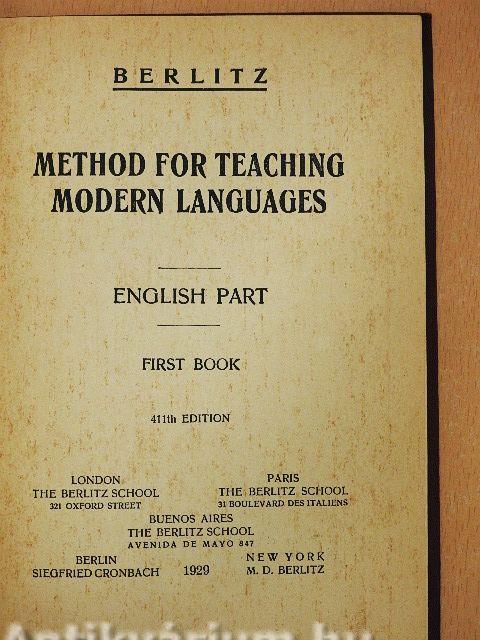 BERLITZ
METHOD FOR TEACHING
MODERN LANGUAGES
ENGLISH PART
FIRST BOOK
411th EDITION
LONDON
THE BERLITZ SCHOOL
321 OXFORD STREET
PARIS
THE BERLITZ SCHOOL
31 BOULEVARD DES ITALIENS
BUENOS AIRES
THE BERLITZ SCHOOL
AVENIDA DE MAYO 847
BERLIN
SIEGFRIED CRONBACH
1929
NEW YORK
M. D. BERLITZ
Antikvárium.hu